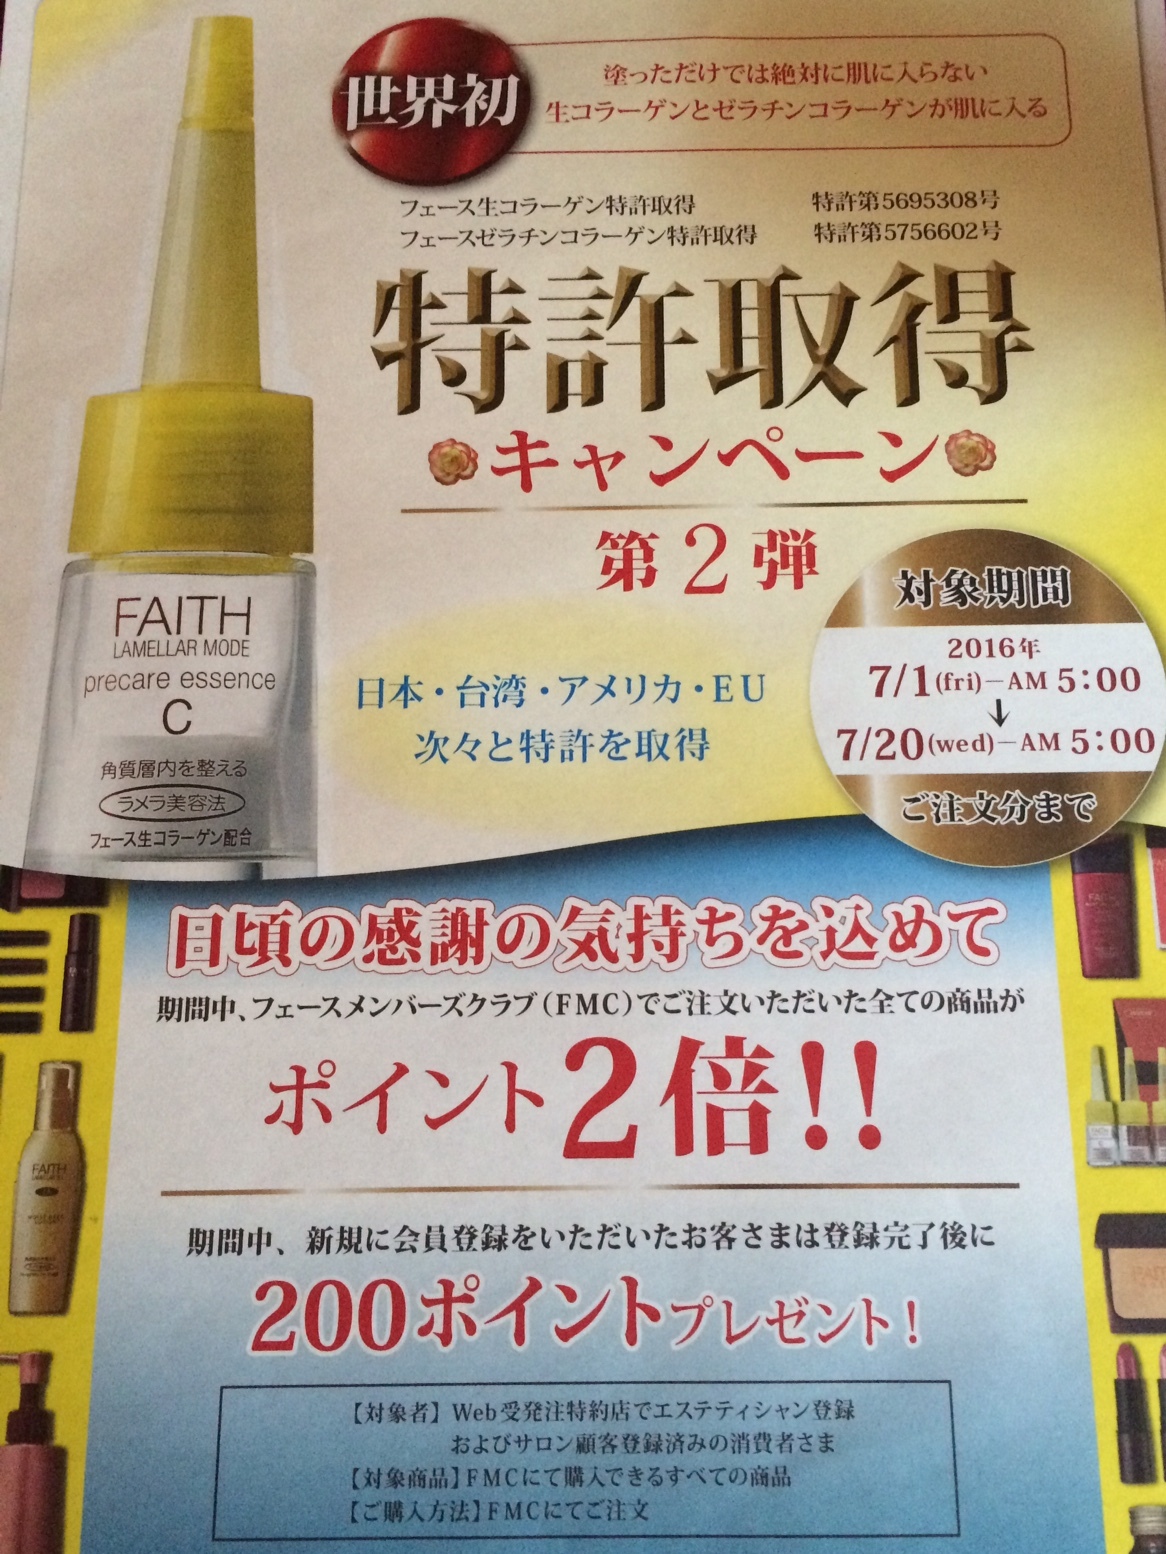 世界初
塗っただけでは絶対に肌に入らない
生コラーゲンとゼラチンコラーゲンが肌に入る
フェース生コラーゲン特許取得 特許第5695308号
フェースゼラチンコラーゲン特許取得 特許第5756602号
特許取得
キャンペーン
第2弾
FAITH
LAMELLAR MODE
precare essence
C
角質層内を整える
ラメラ美容法
フェース生コラーゲン配合
日本・台湾・アメリカ・EU
次々と特許を取得
対象期間
2016年
7/1(fri)－AM 5:00
↓
7/20(wed)－AM 5:00
ご注文分まで
日頃の感謝の気持ちを込めて
期間中、フェースメンバーズクラブ(FMC)でご注文いただいた全ての商品が
ポイント2倍!!
期間中、新規に会員登録をいただいたお客さまは登録完了後に
200ポイントプレゼント!
【対象者】Web受発注特約店でエステティシャン登録
およびサロン顧客登録済みの消費者さま
【対象商品】FMCにて購入できるすべての商品
【ご購入方法】FMCにてご注文
FAITH